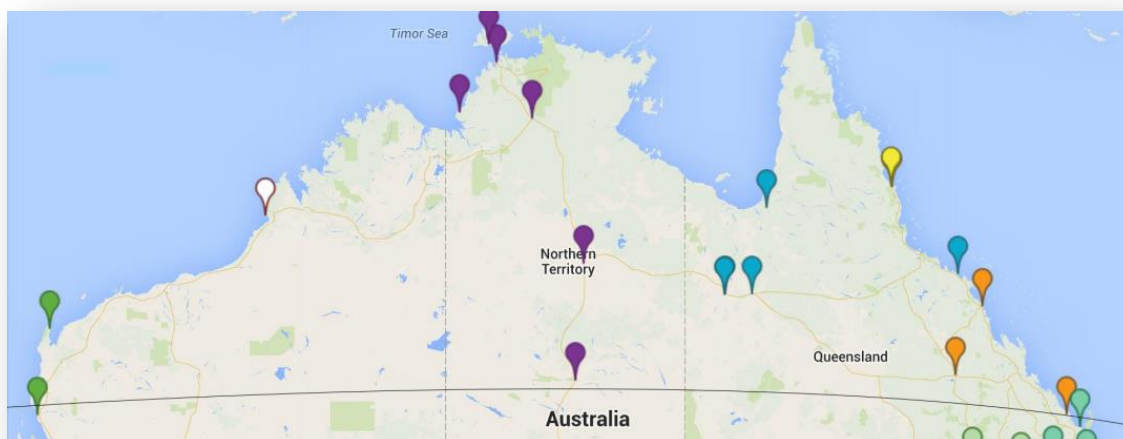 Timor Sea
Northern
Territory
Queensland
Australia